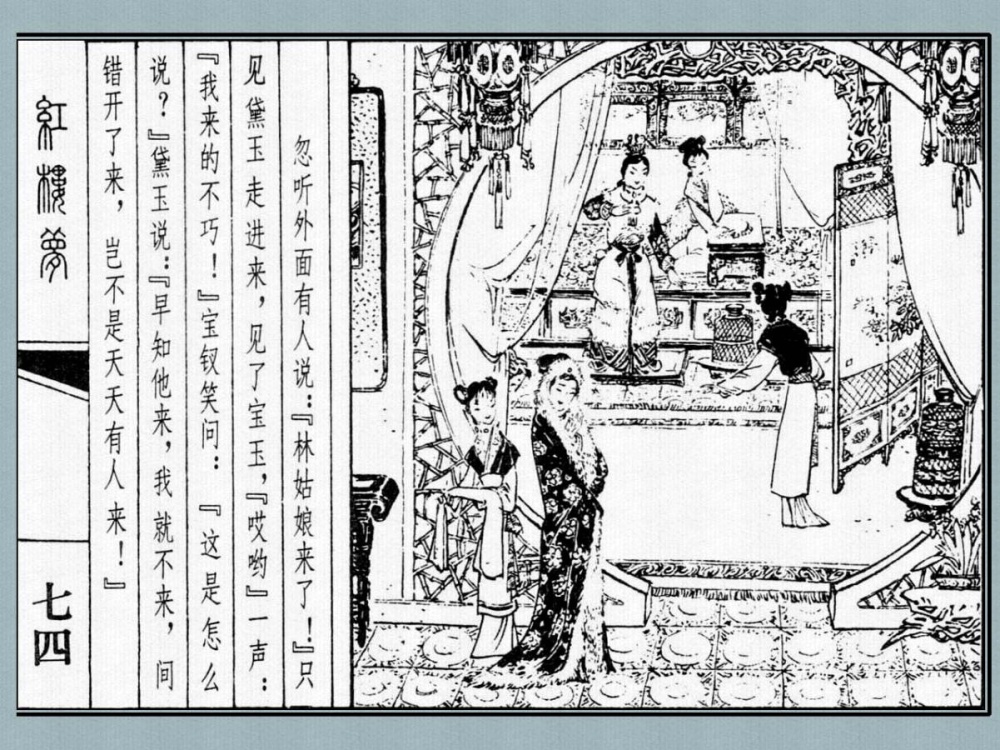 忽听外面有人说：『林姑娘来了！』只
见黛玉走进来，见了宝玉，『哎哟』一声：
『我来的不巧！』宝钗笑问：『这是怎么
说？』黛玉说：『早知他来，我就不来，间
错开了来，岂不是天天有人来！』
紅樓夢
七四